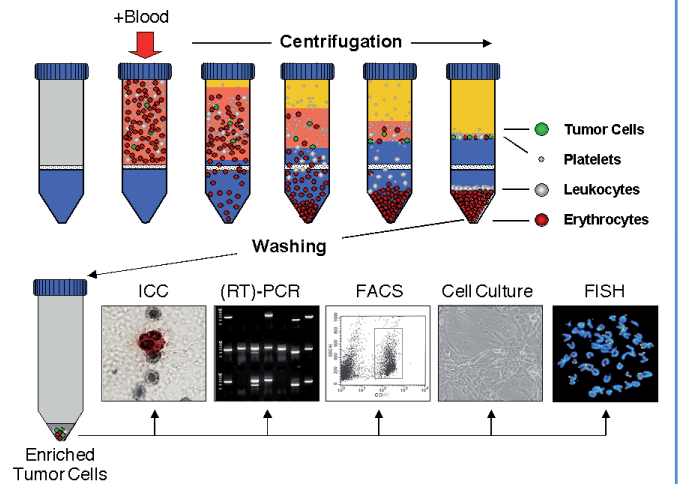 +Blood
Centrifugation
Tumor Cells
Platelets
Leukocytes
Erythrocytes
Washing
ICC
(RT)-PCR
FACS
Cell Culture
FISH
Enriched
Tumor Cells